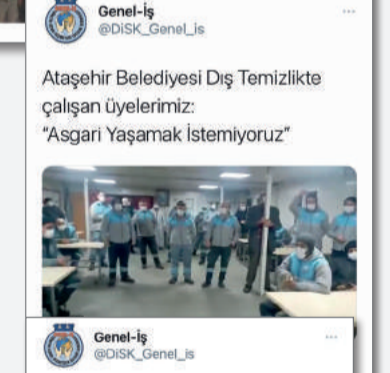 Genel-İş
@DiSK_Genel_is
Ataşehir Belediyesi Dış Temizlikte
çalışan üyelerimiz:
"Asgari Yaşamak İstemiyoruz"
Genel-İş
@DiSK_Genel_is